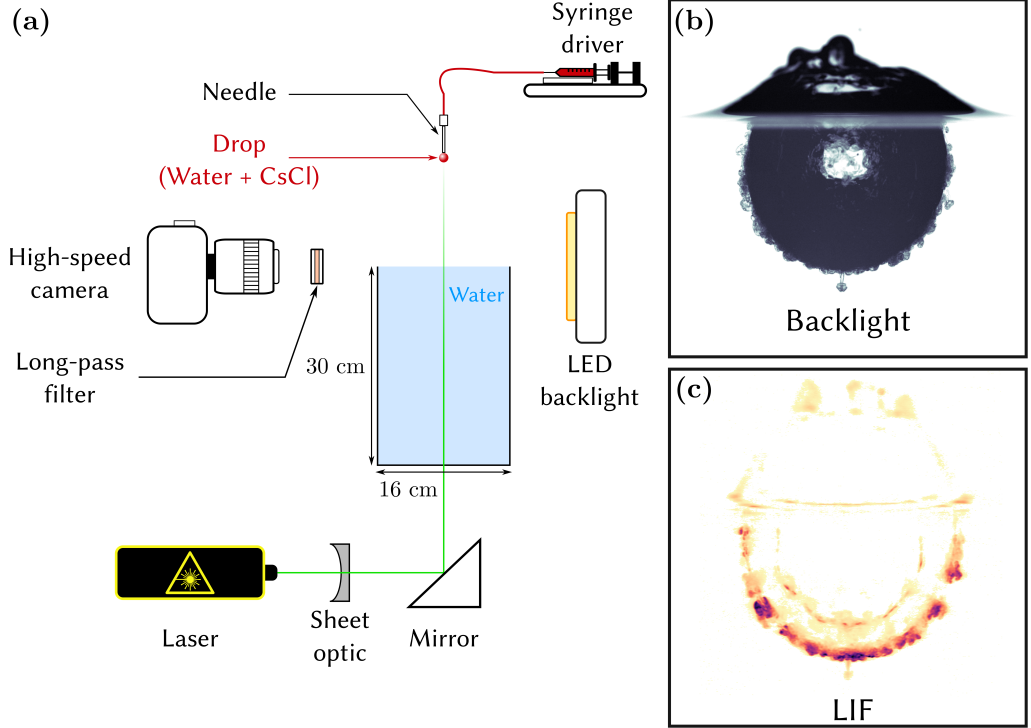 (a)
Syringe
driver
Needle
Drop
(Water + CsCl)
High-speed
camera
Water
Long-pass
filter
30 cm
LED
backlight
16 cm
Laser
Sheet
optic
Mirror
(b)
Backlight
(c)
LIF